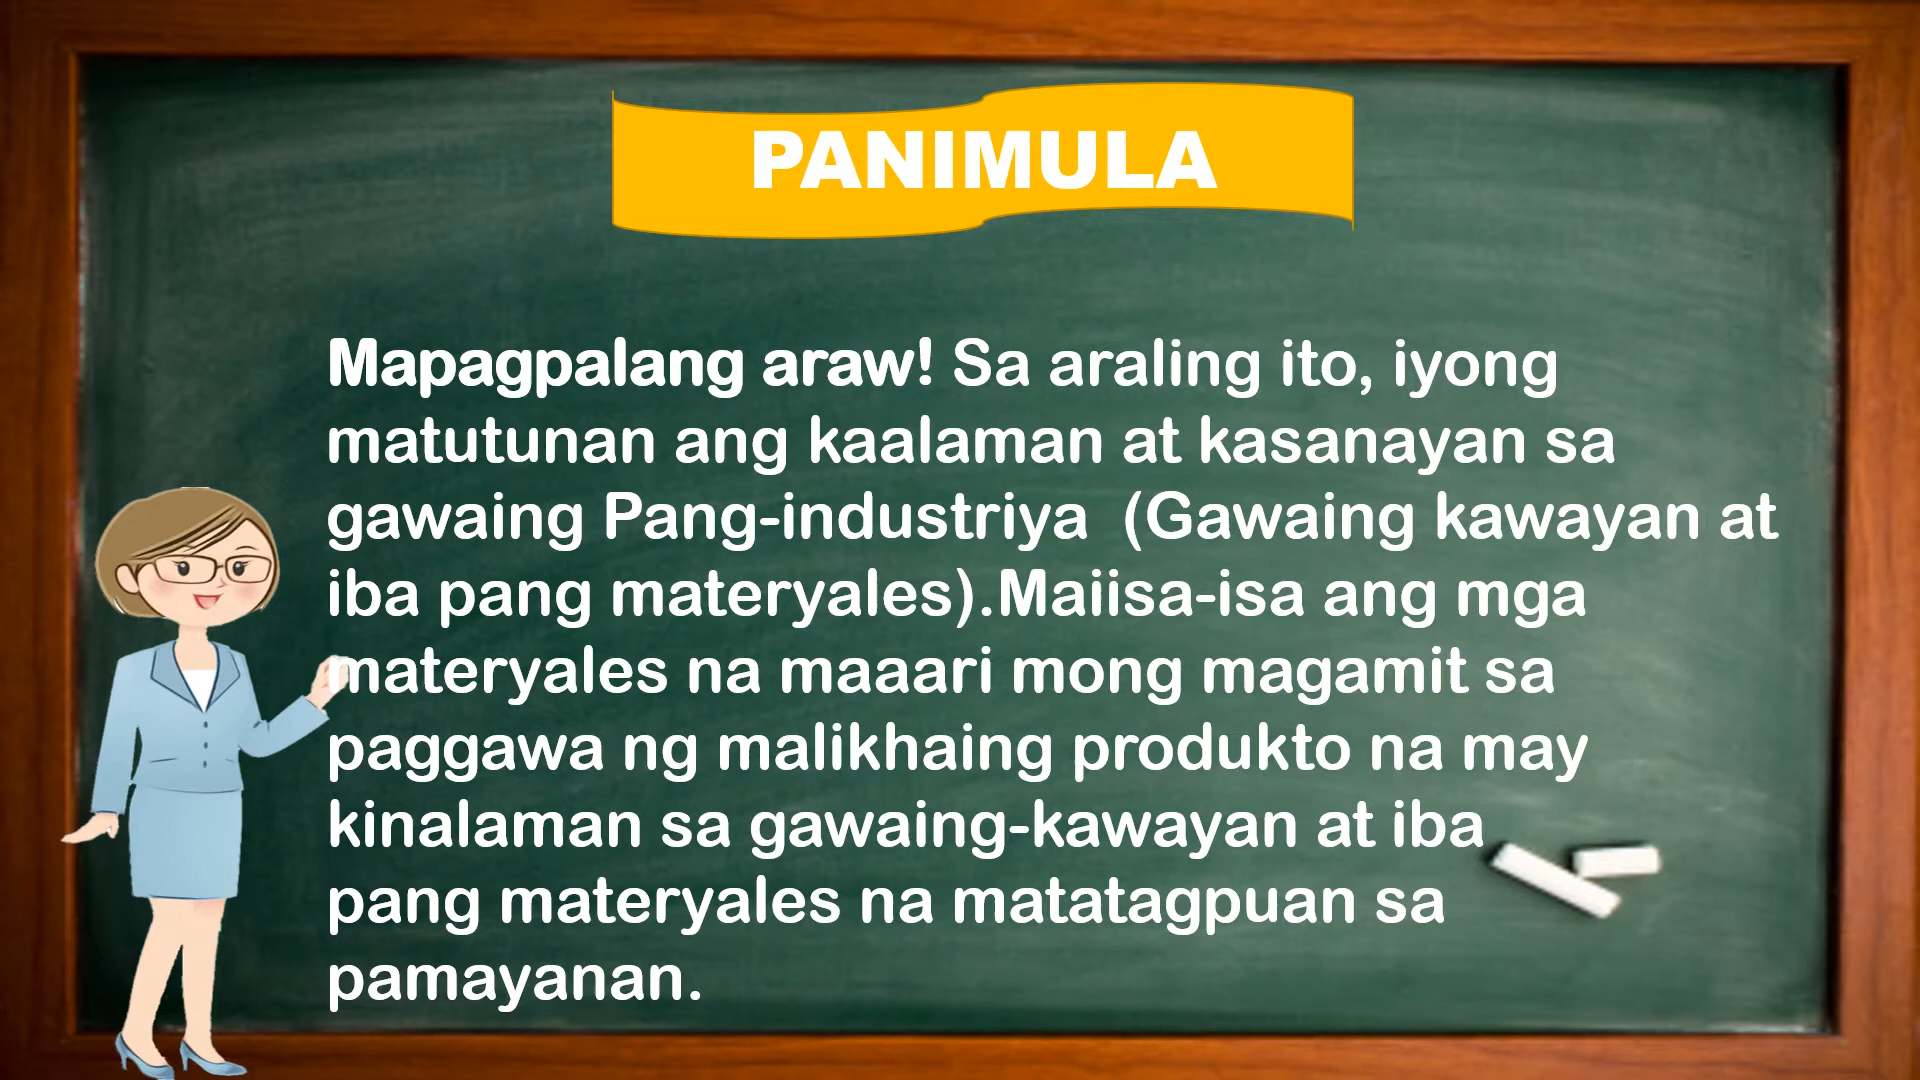 PANIMULA
Mapagpalang araw! Sa araling ito, iyong
matutunan ang kaalaman at kasanayan sa
gawaing Pang-industriya  (Gawaing kawayan at
iba pang materyales).Maiisa-isa ang mga
materyales na maaari mong magamit sa
paggawa ng malikhaing produkto na may
kinalaman sa gawaing-kawayan at iba
pang materyales na matatagpuan sa
pamayanan.